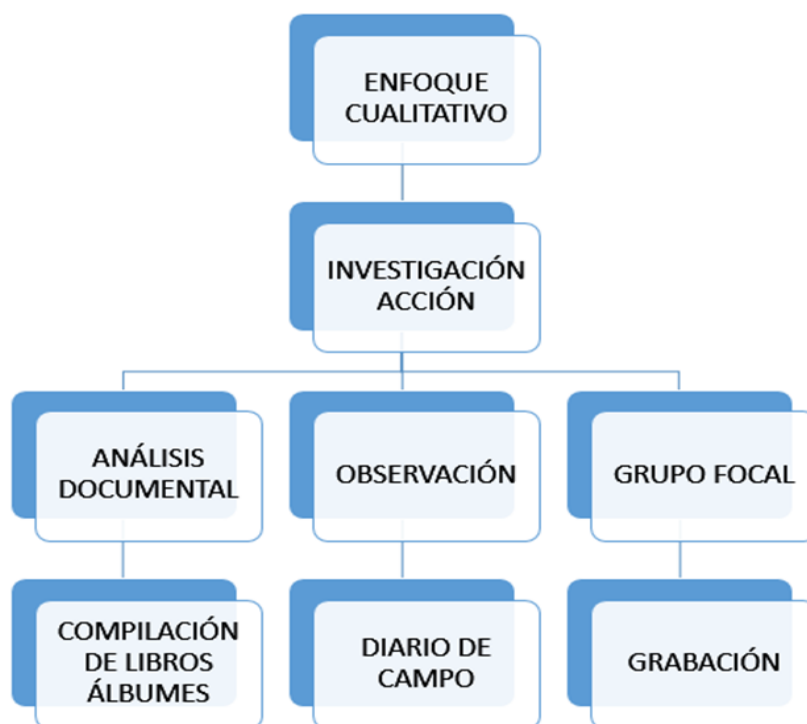 ENFOQUE
CUALITATIVO
INVESTIGACIÓN
ACCIÓN
ANÁLISIS
DOCUMENTAL
OBSERVACIÓN
GRUPO FOCAL
COMPILACIÓN
DE LIBROS
ÁLBUMES
DIARIO DE
CAMPO
GRABACIÓN